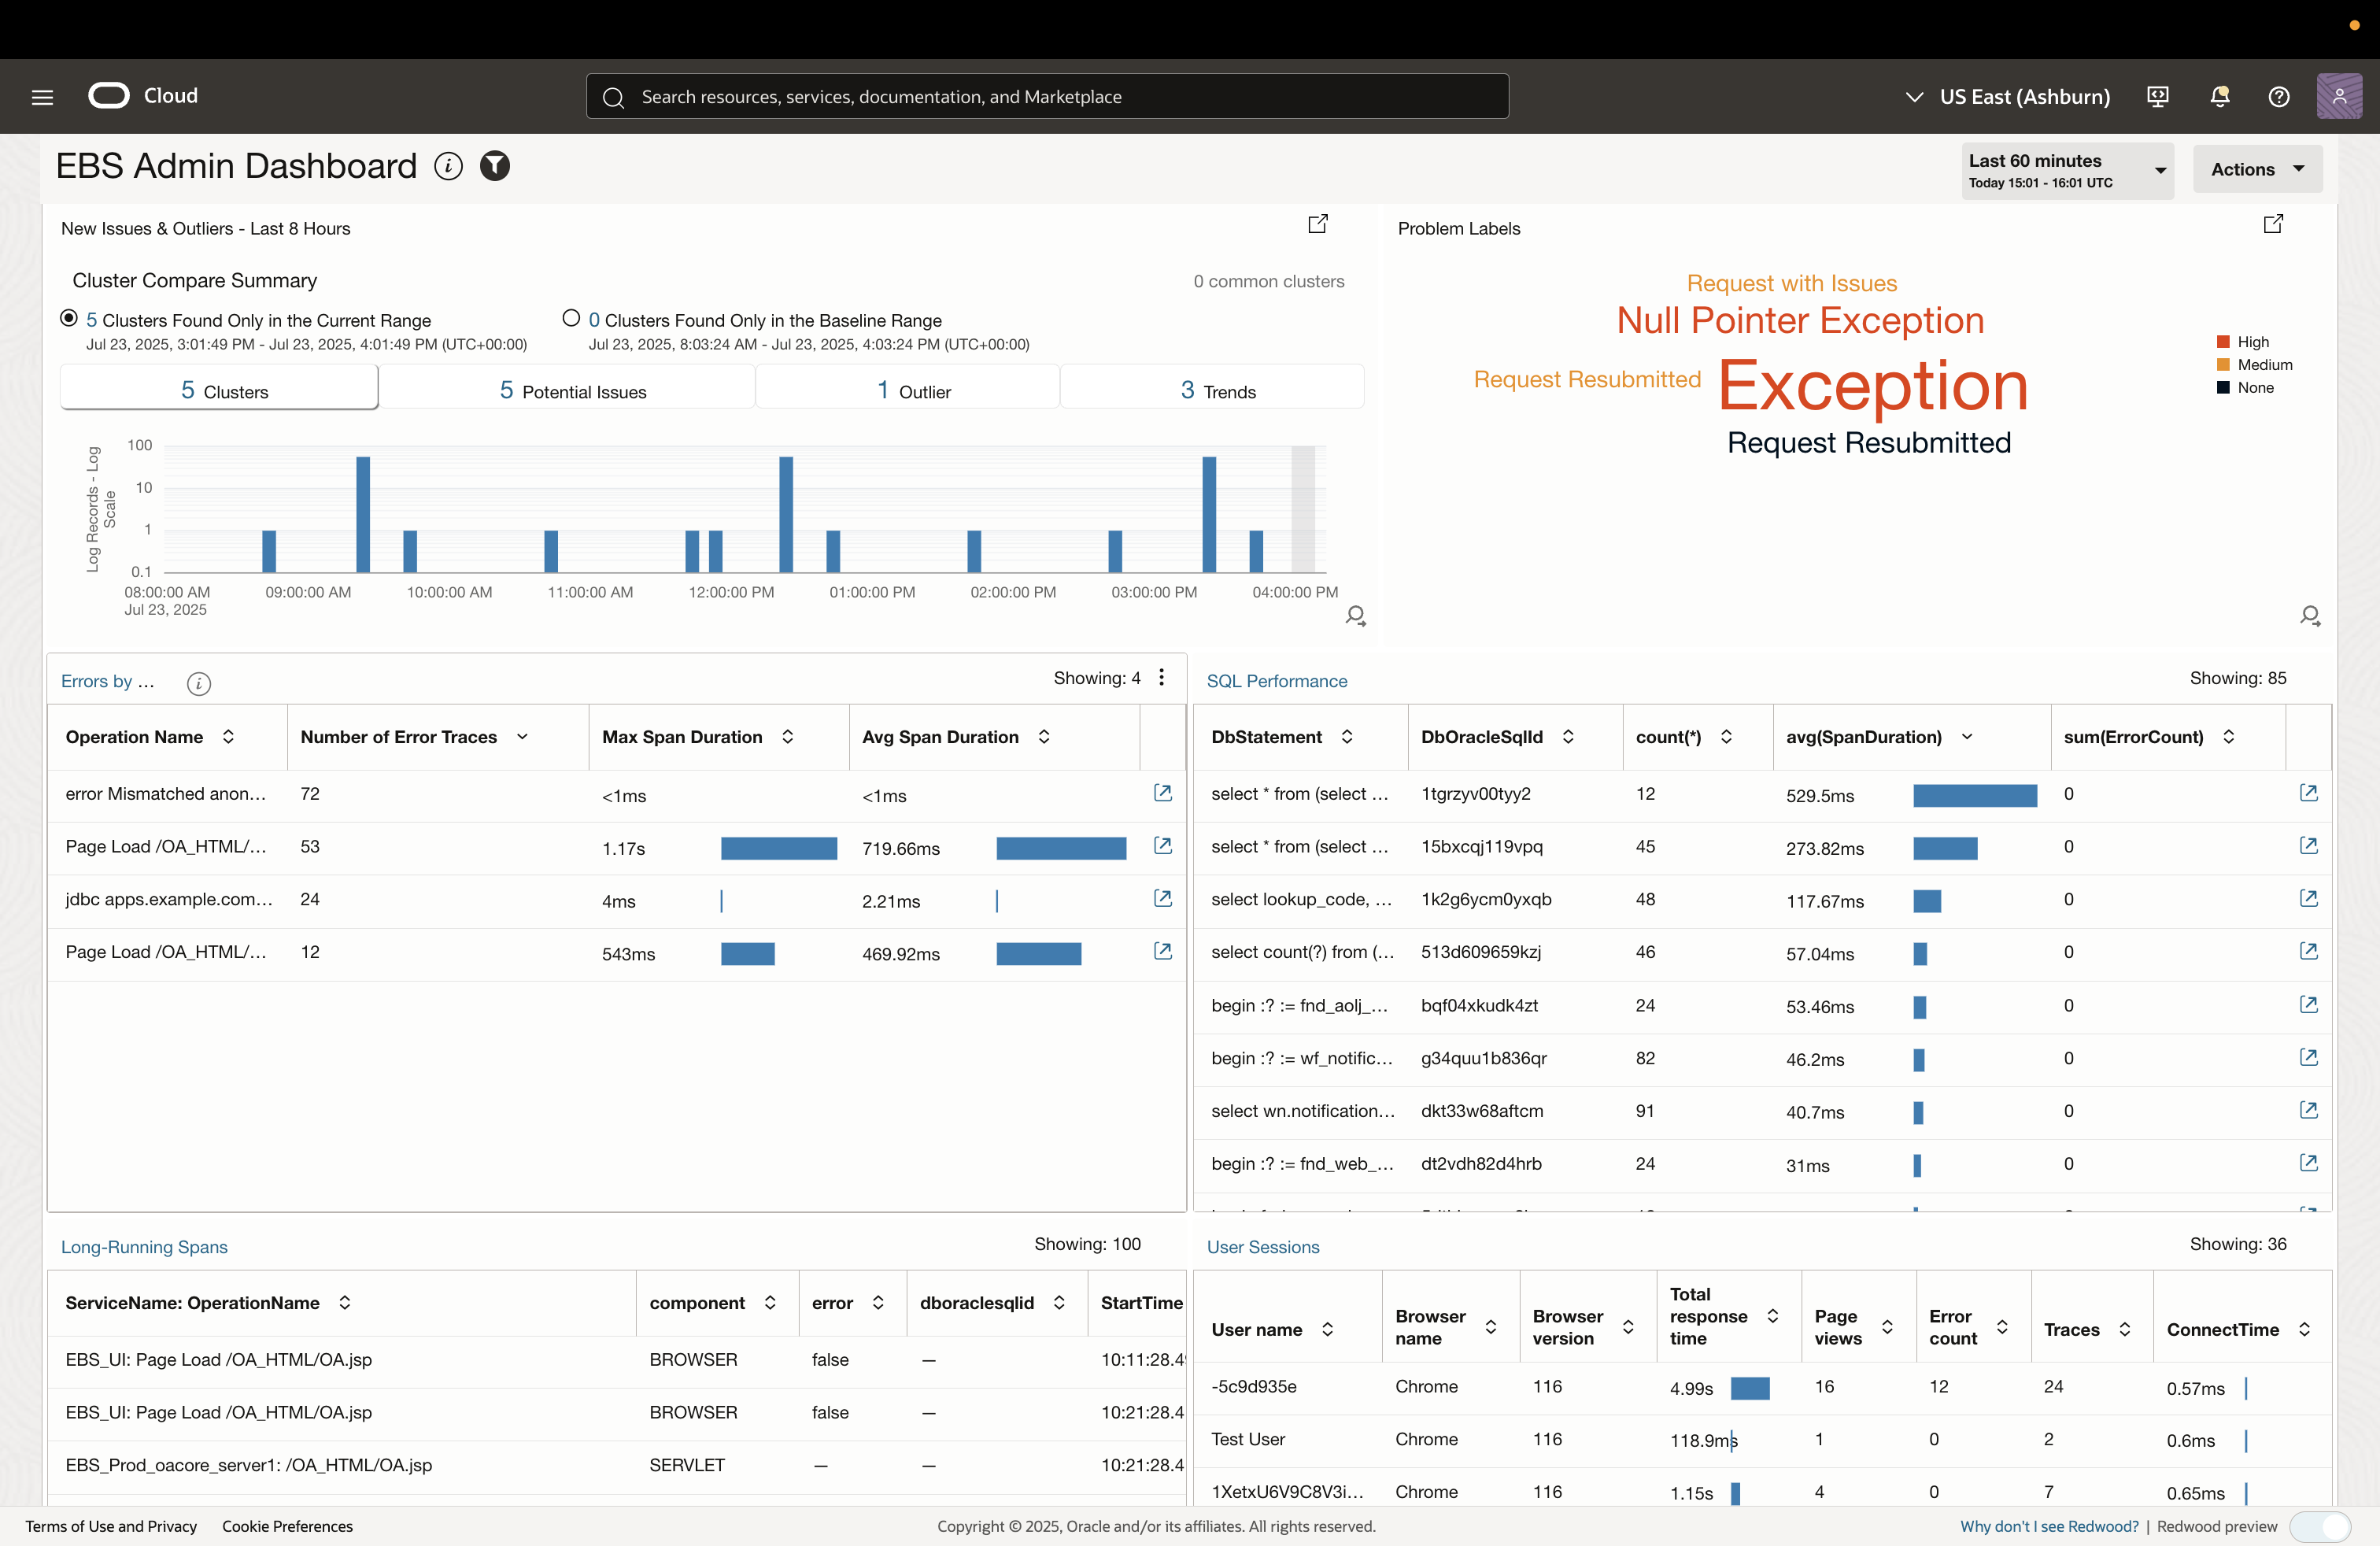 Cloud
Search resources, services, documentation, and Marketplace
US East (Ashburn)
EBS Admin Dashboard
Last 60 minutes
Today 15:01 - 16:01 UTC
Actions
New Issues & Outliers - Last 8 Hours
Cluster Compare Summary
0 common clusters
5 Clusters Found Only in the Current Range
Jul 23, 2025, 3:01:49 PM - Jul 23, 2025, 4:01:49 PM (UTC+00:00)
0 Clusters Found Only in the Baseline Range
Jul 23, 2025, 8:03:24 AM - Jul 23, 2025, 4:03:24 PM (UTC+00:00)
5 Clusters
5 Potential Issues
1 Outlier
3 Trends
Log Records - Log
Scale
100
10
1
0.1
08:00:00 AM 09:00:00 AM 10:00:00 AM 11:00:00 AM 12:00:00 PM 01:00:00 PM 02:00:00 PM 03:00:00 PM 04:00:00 PM
Jul 23, 2025
Problem Labels
Request with Issues
Null Pointer Exception
Request Resubmitted Exception
Request Resubmitted
High
Medium
None
Errors by ...
Showing: 4
Operation Name Number of Error Traces Max Span Duration Avg Span Duration
error Mismatched anon... 72 <1ms <1ms
Page Load /OA_HTML/... 53 1.17s 719.66ms
jdbc apps.example.com... 24 4ms 2.21ms
Page Load /OA_HTML/... 12 543ms 469.92ms
SQL Performance
Showing: 85
DbStatement DbOracleSqlId count(*) avg(SpanDuration) sum(ErrorCount)
select * from (select ... 1tgrzyv00tyy2 12 529.5ms 0
select * from (select ... 15bxcqj119vpq 45 273.82ms 0
select lookup_code, ... 1k2g6ycm0yxqb 48 117.67ms 0
select count(?) from (... 513d609659kzj 46 57.04ms 0
begin :? := fnd_aolj_... bqf04xkudk4zt 24 53.46ms 0
begin :? := wf_notific... g34quu1b836qr 82 46.2ms 0
select wn.notification... dkt33w68aftcm 91 40.7ms 0
begin :? := fnd_web_... dt2vdh82d4hrb 24 31ms 0
Long-Running Spans
Showing: 100
ServiceName: OperationName component error dboraclesqlid StartTime
EBS_UI: Page Load /OA_HTML/OA.jsp BROWSER false — 10:11:28.4
EBS_UI: Page Load /OA_HTML/OA.jsp BROWSER false — 10:21:28.4
EBS_Prod_oacore_server1: /OA_HTML/OA.jsp SERVLET — — 10:21:28.4
User Sessions
Showing: 36
User name
Browser
name
Browser
version
Total
response
time
Page
views
Error
count
Traces
ConnectTime
-5c9d935e Chrome 116 4.99s 16 12 24 0.57ms
Test User Chrome 116 118.9ms 1 0 2 0.6ms
1XetxU6V9C8V3i... Chrome 116 1.15s 4 0 7 0.65ms
Terms of Use and Privacy Cookie Preferences
Copyright © 2025, Oracle and/or its affiliates. All rights reserved.
Why don't I see Redwood? | Redwood preview